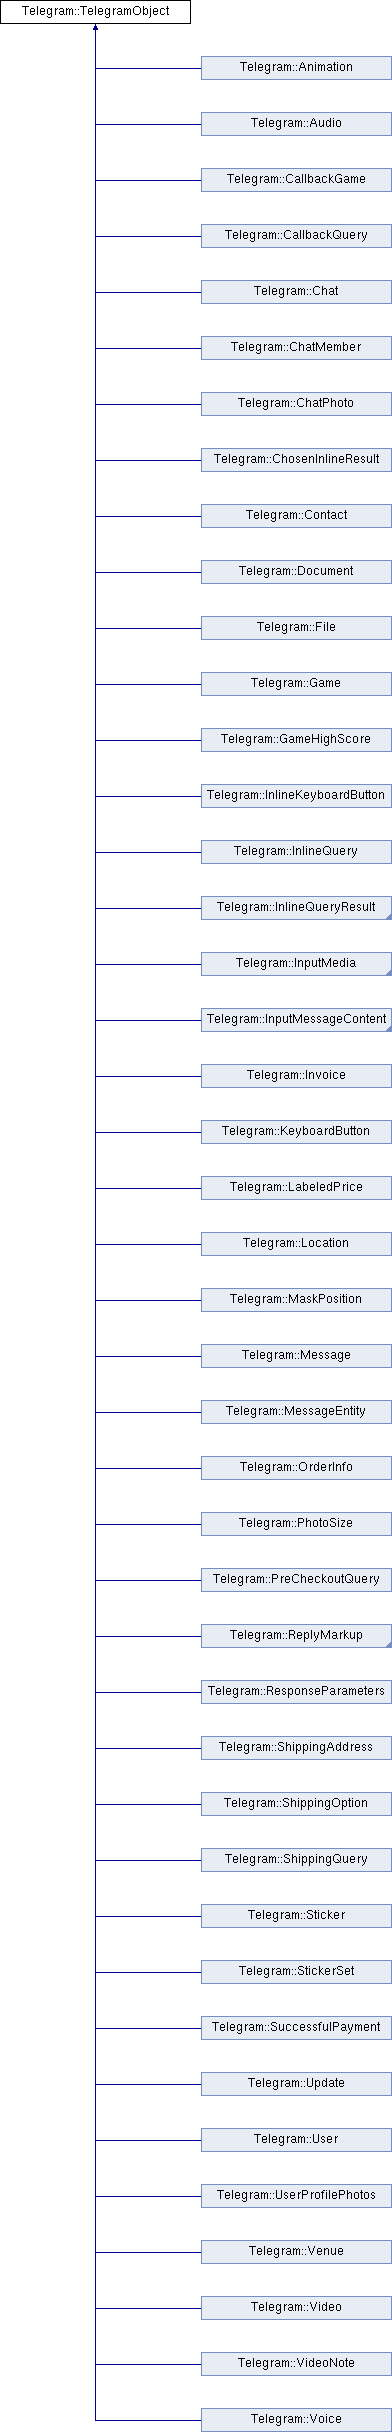 Telegram::TelegramObject
Telegram::Animation
Telegram::Audio
Telegram::CallbackGame
Telegram::CallbackQuery
Telegram::Chat
Telegram::ChatMember
Telegram::ChatPhoto
Telegram::ChosenInlineResult
Telegram::Contact
Telegram::Document
Telegram::File
Telegram::Game
Telegram::GameHighScore
Telegram::InlineKeyboardButton
Telegram::InlineQuery
Telegram::InlineQueryResult
Telegram::InputMedia
Telegram::InputMessageContent
Telegram::Invoice
Telegram::KeyboardButton
Telegram::LabeledPrice
Telegram::Location
Telegram::MaskPosition
Telegram::Message
Telegram::MessageEntity
Telegram::OrderInfo
Telegram::PhotoSize
Telegram::PreCheckoutQuery
Telegram::ReplyMarkup
Telegram::ResponseParameters
Telegram::ShippingAddress
Telegram::ShippingOption
Telegram::ShippingQuery
Telegram::Sticker
Telegram::StickerSet
Telegram::SuccessfulPayment
Telegram::Update
Telegram::User
Telegram::UserProfilePhotos
Telegram::Venue
Telegram::Video
Telegram::VideoNote
Telegram::Voice